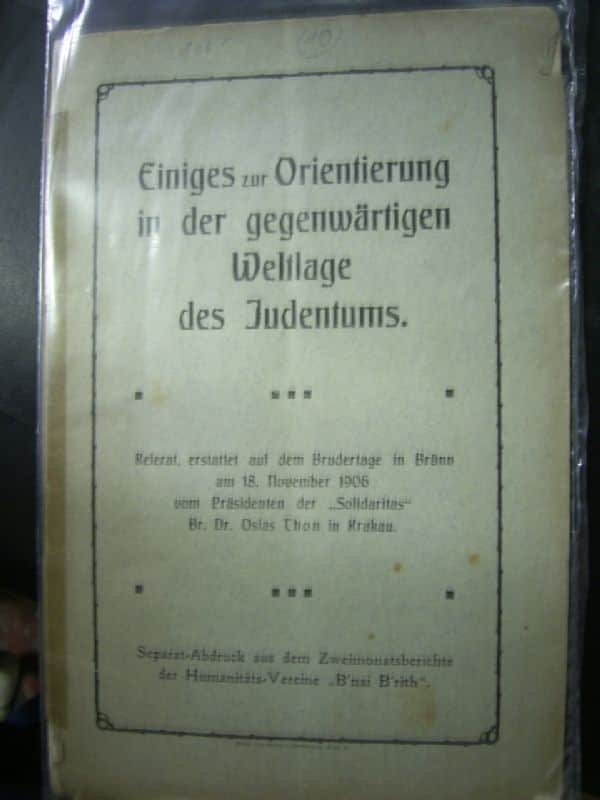 (10)
Einiges zur Orientierung
in der gegenwärtigen
Weltlage
des Judentums.
Referat, erstattet auf dem Brudertage in Brünn
am 18. November 1906
vom Präsidenten der „Solidaritas“
Br. Dr. Osias Thon in Krakau.
Separat-Abdruck aus dem Zweimonatsberichte
der Humanitäts-Vereine „B'nai B'rith“.